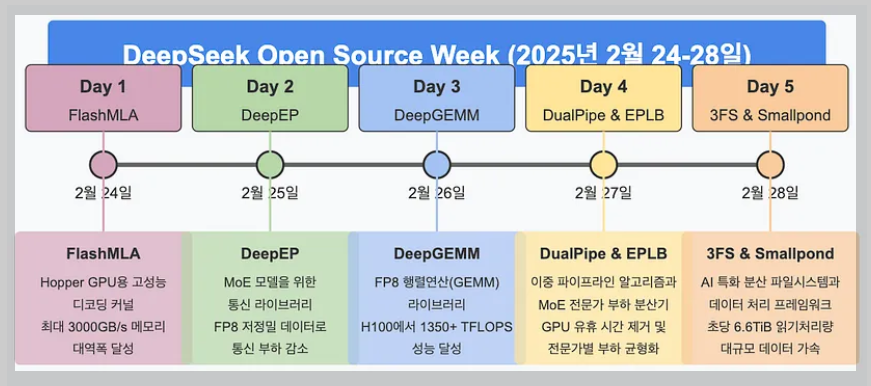 DeepSeek Open Source Week (2025년 2월 24-28일)
Day 1
FlashMLA
Day 2
DeepEP
Day 3
DeepGEMM
Day 4
DualPipe & EPLB
Day 5
3FS & Smallpond
2월 24일
2월 25일
2월 26일
2월 27일
2월 28일
FlashMLA
Hopper GPU용 고성능
디코딩 커널
최대 3000GB/s 메모리
대역폭 달성
DeepEP
MoE 모델을 위한
통신 라이브러리
FP8 저정밀 데이터로
통신 부하 감소
DeepGEMM
FP8 행렬연산(GEMM)
라이브러리
H100에서 1350+ TFLOPS
성능 달성
DualPipe & EPLB
이중 파이프라인 알고리즘과
MoE 전문가 부하 분산기
GPU 유휴 시간 제거 및
전문가별 부하 균형화
3FS & Smallpond
AI 특화 분산 파일시스템과
데이터 처리 프레임워크
초당 6.6TiB 읽기처리량
대규모 데이터 가속